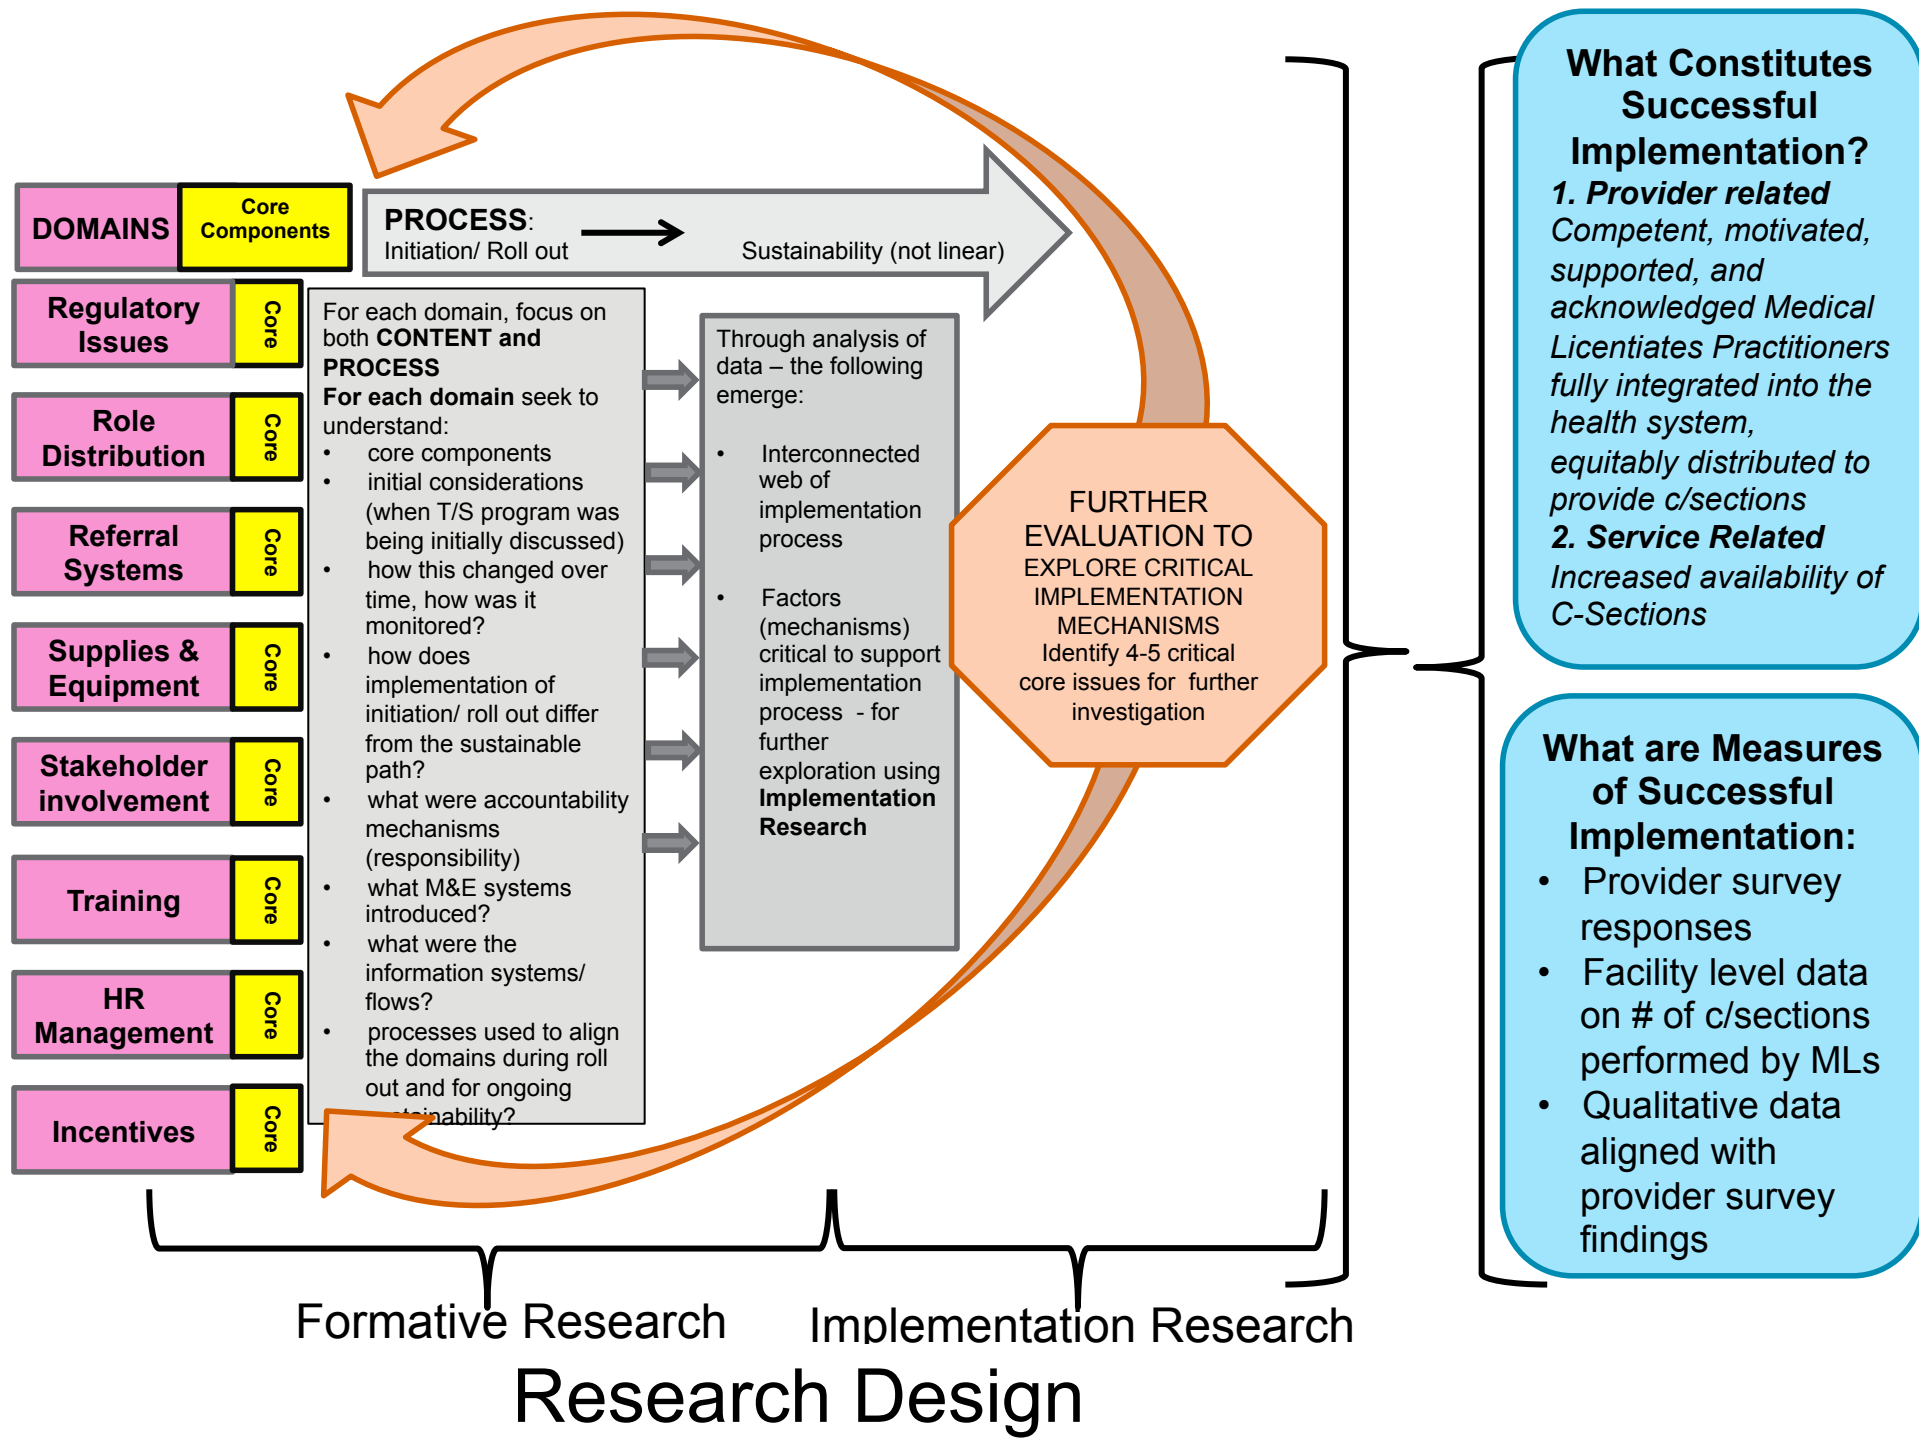 DOMAINS
Core
Components
PROCESS:
Initiation/ Roll out
Sustainability (not linear)
Regulatory
Issues
Core
Role
Distribution
Core
Referral
Systems
Core
Supplies &
Equipment
Core
Stakeholder
involvement
Core
Training
Core
HR
Management
Core
Incentives
Core
For each domain, focus on
both CONTENT and
PROCESS
For each domain seek to
understand:
• core components
• initial considerations
(when T/S program was
being initially discussed)
• how this changed over
time, how was it
monitored?
• how does
implementation of
initiation/ roll out differ
from the sustainable
path?
• what were accountability
mechanisms
(responsibility)
• what M&E systems
introduced?
• what were the
information systems/
flows?
• processes used to align
the domains during roll
out and for ongoing
Through analysis of
data – the following
emerge:
• Interconnected
web of
implementation
process
• Factors
(mechanisms)
critical to support
implementation
process - for
further
exploration using
Implementation
Research
FURTHER
EVALUATION TO
EXPLORE CRITICAL
IMPLEMENTATION
MECHANISMS
Identify 4-5 critical
core issues for further
investigation
What Constitutes
Successful
Implementation?
1. Provider related
Competent, motivated,
supported, and
acknowledged Medical
Licentiates Practitioners
fully integrated into the
health system,
equitably distributed to
provide c/sections
2. Service Related
Increased availability of
C-Sections
What are Measures
of Successful
Implementation:
• Provider survey
responses
• Facility level data
on # of c/sections
performed by MLs
• Qualitative data
aligned with
provider survey
findings
Formative Research
Implementation Research
Research Design